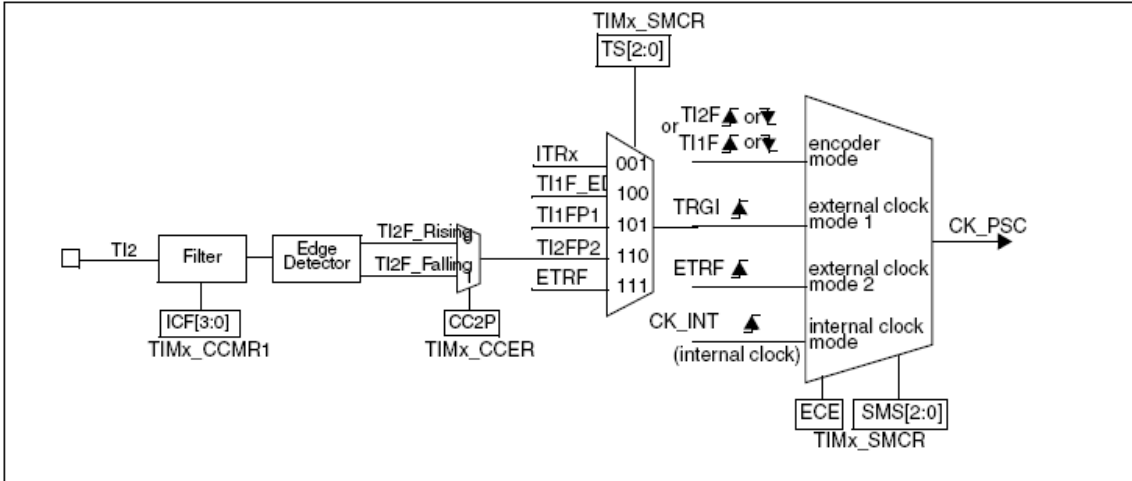 TIMx_SMCR
TS[2:0]
or TI2F or
TI1F or
encoder mode
ITRx
001
TI1F_ED
100
TI1FP1
101
TI2FP2
110
ETRF
111
TRGI
external clock mode 1
CK_PSC
ETRF
external clock mode 2
CK_INT
(internal clock)
internal clock mode
TI2
Filter
Edge Detector
TI2F_Rising
0
TI2F_Falling
1
ICF[3:0]
TIMx_CCMR1
CC2P
TIMx_CCER
ECE
SMS[2:0]
TIMx_SMCR